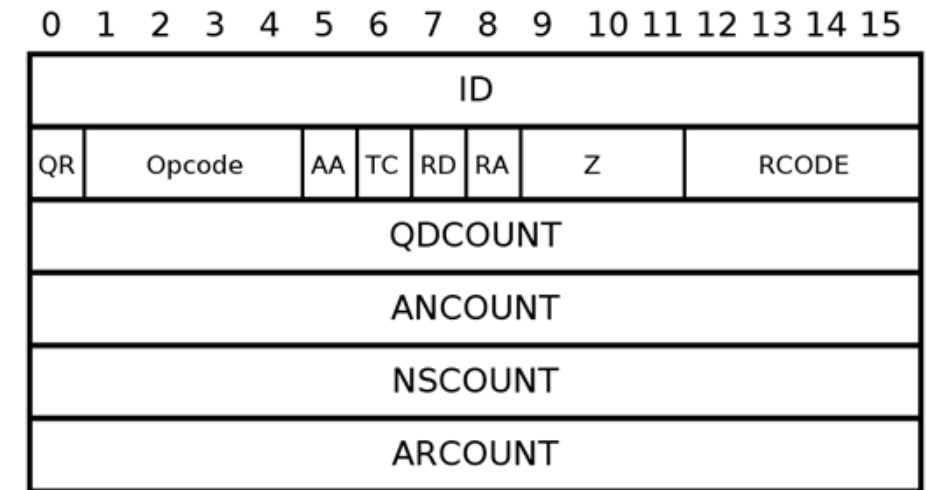 0 1 2 3 4 5 6 7 8 9 10 11 12 13 14 15
ID
QR Opcode AA TC RD RA Z RCODE
QDCOUNT
ANCOUNT
NSCOUNT
ARCOUNT